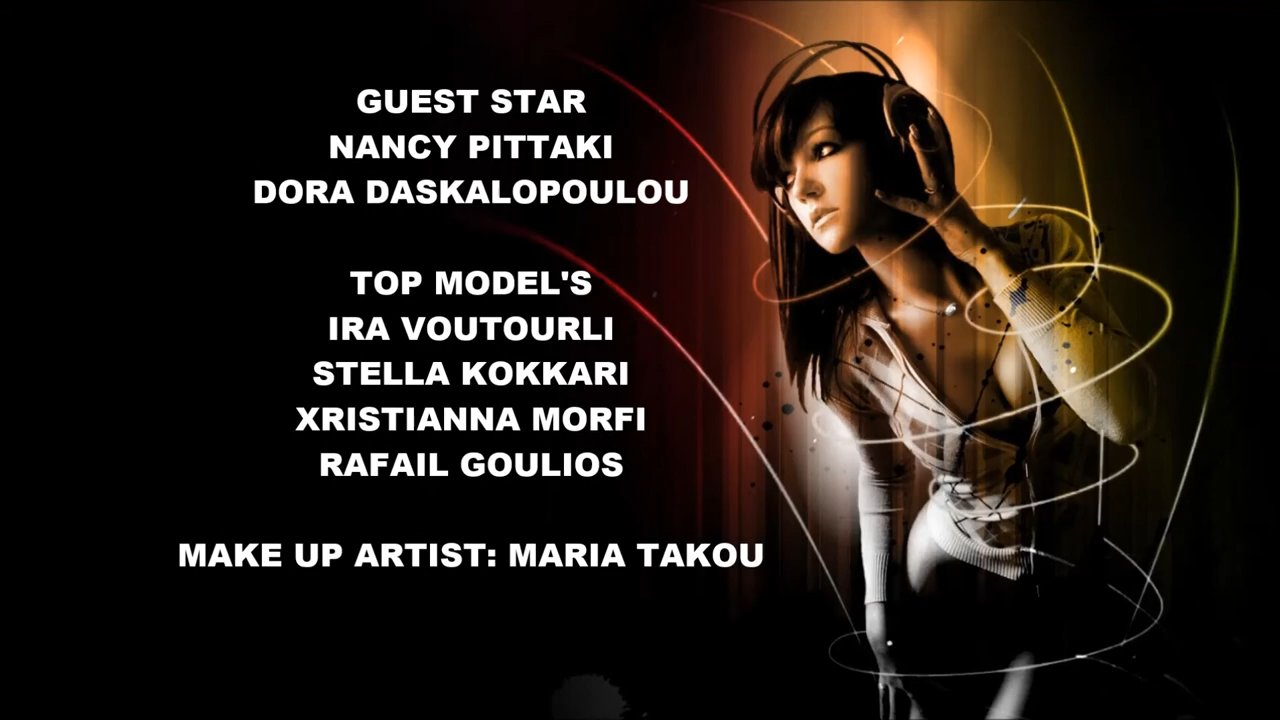 GUEST STAR
NANCY PITTAKI
DORA DASKALOPOULOU
TOP MODEL'S
IRA VOUTOURLI
STELLA KOKKARI
XRISTIANNA MORFI
RAFAIL GOULIOS
MAKE UP ARTIST: MARIA TAKOU